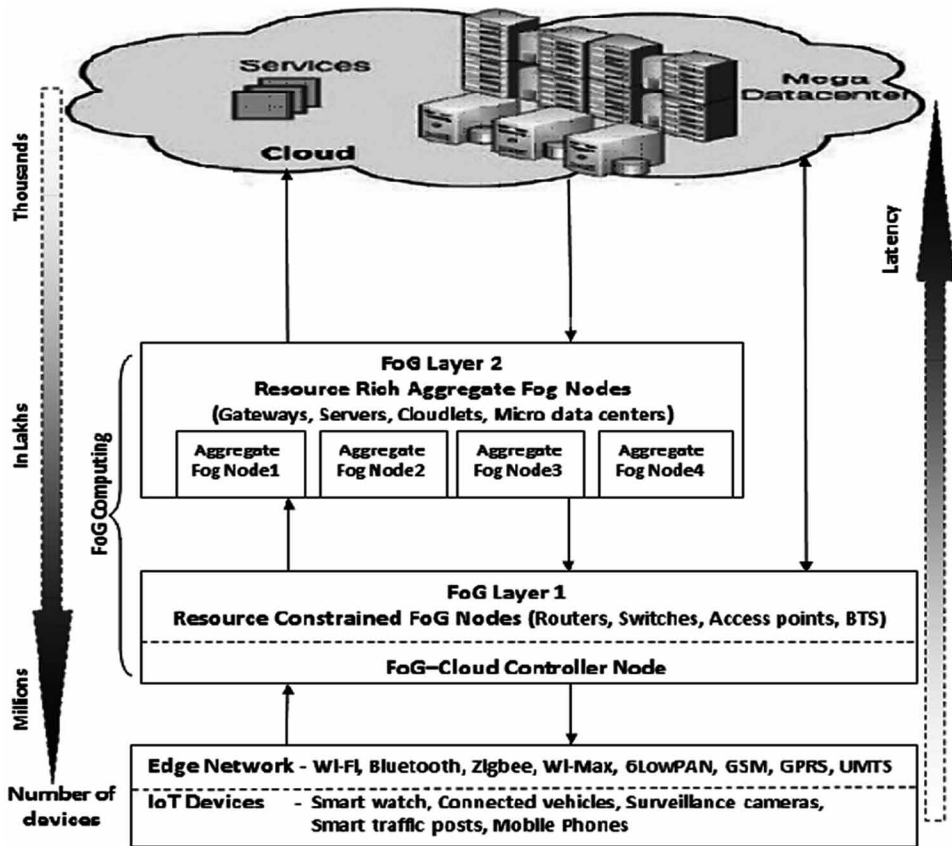 Services
Mega
Datacenter
Cloud
Thousands
Latency
FoG Layer 2
Resource Rich Aggregate Fog Nodes
(Gateways, Servers, Cloudlets, Micro data centers)
Aggregate
Fog Node1
Aggregate
Fog Node2
Aggregate
Fog Node3
Aggregate
Fog Node4
In Lakhs
FoG Computing
FoG Layer 1
Resource Constrained FoG Nodes (Routers, Switches, Access points, BTS)
FoG-Cloud Controller Node
Millions
Edge Network - Wi-Fi, Bluetooth, Zigbee, Wi-Max, 6LowPAN, GSM, GPRS, UMTS
IoT Devices - Smart watch, Connected vehicles, Surveillance cameras,
Smart traffic posts, Mobile Phones
Number of
devices